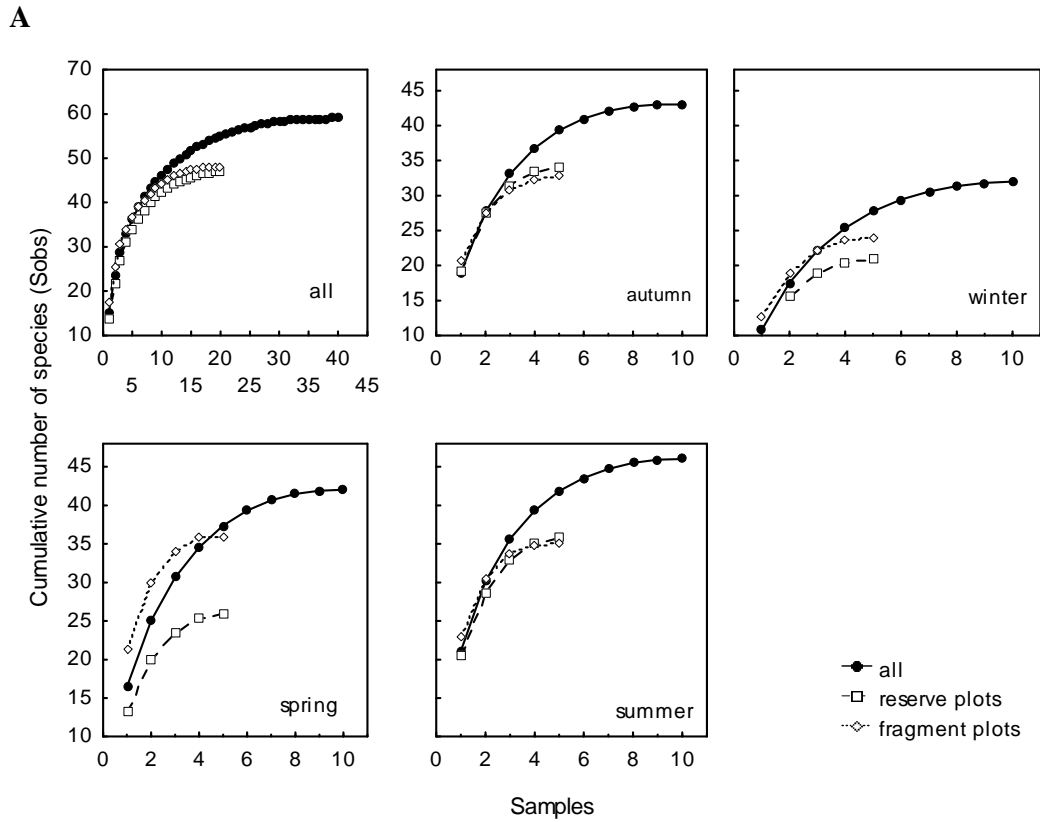 A
Cumulative number of species (Sobs)
70
60
50
40
30
20
10
all
0 10 20 30 40
5 15 25 35 45
45
40
35
30
25
20
15
10
autumn
0 2 4 6 8 10
winter
0 2 4 6 8 10
45
40
35
30
25
20
15
10
spring
0 2 4 6 8 10
summer
0 2 4 6 8 10
all
reserve plots
fragment plots
Samples